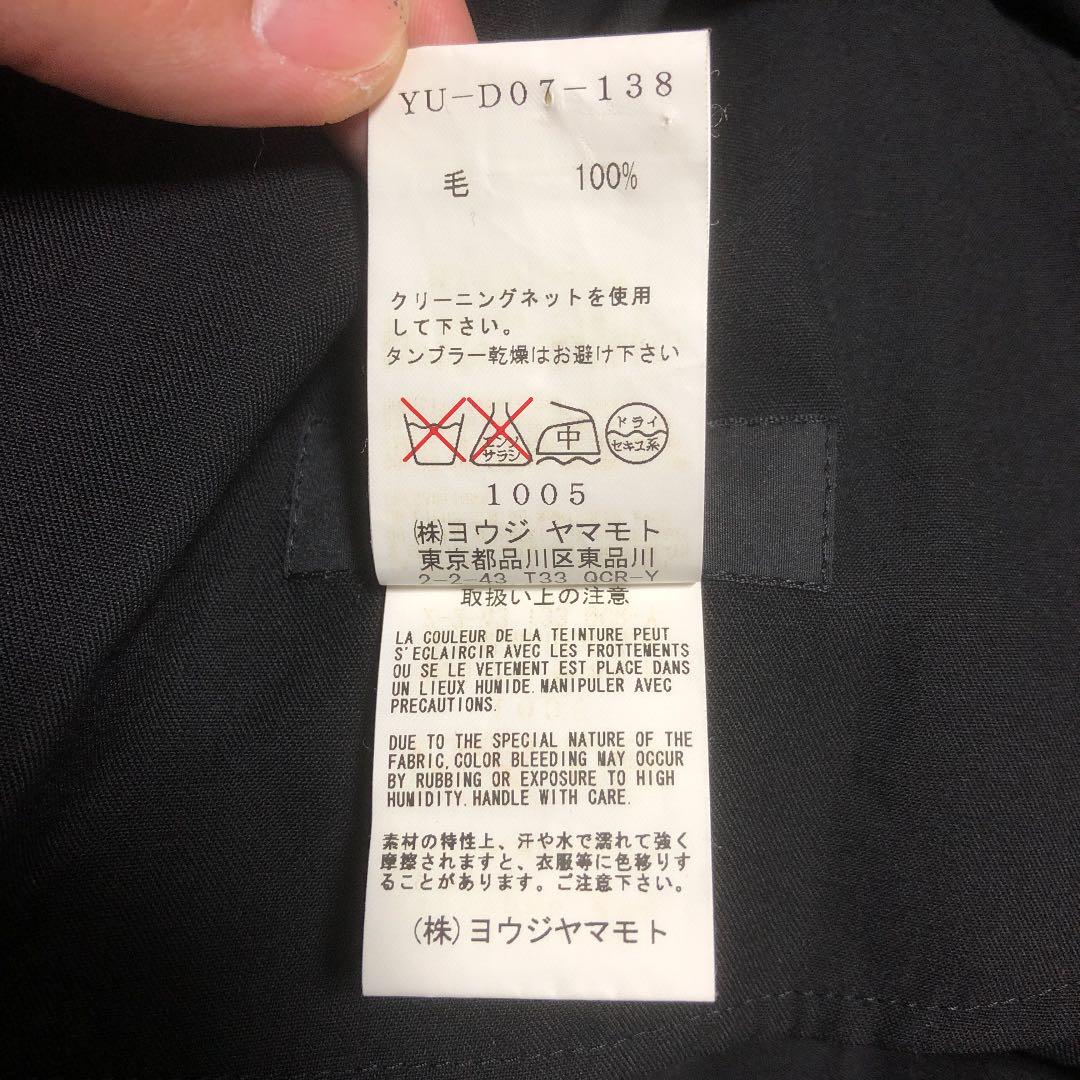 YU-D07-138
毛 100%
クリーニングネットを使用
して下さい。
タンブラー乾燥はお避け下さい
エンソ
サラシ
中
ドライ
セキユ系
1005
㈱ヨウジ ヤマモト
東京都品川区東品川
2-2-43 T33 QCR-Y
取扱い上の注意
LA COULEUR DE LA TEINTURE PEUT
S'ECLAIRCIR AVEC LES FROTTEMENTS
OU SE LE VETEMENT EST PLACE DANS
UN LIEUX HUMIDE.MANIPULER AVEC
PRECAUTIONS.
DUE TO THE SPECIAL NATURE OF THE
FABRIC,COLOR BLEEDING MAY OCCUR
BY RUBBING OR EXPOSURE TO HIGH
HUMIDITY.HANDLE WITH CARE.
素材の特性上、汗や水で濡れて強く
摩擦されますと、衣服等に色移りす
ることがあります。ご注意下さい。
(株)ヨウジヤマモト